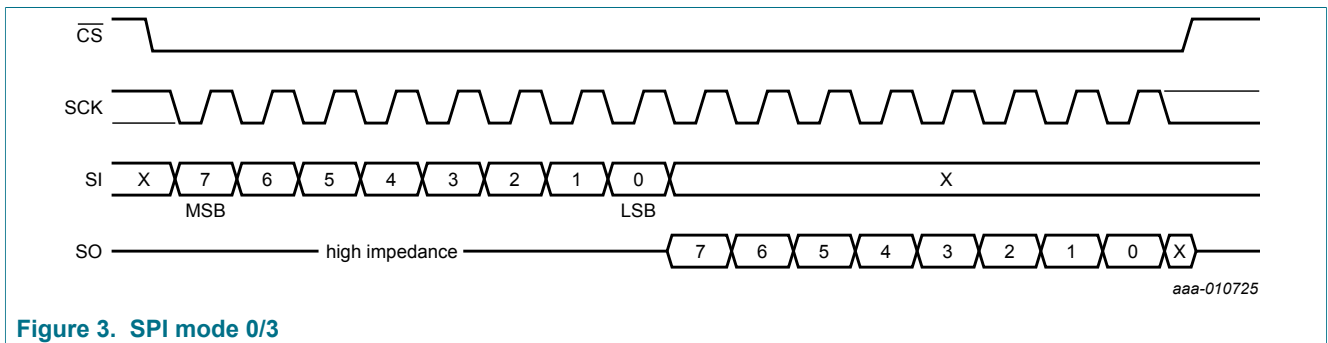 CS
SCK
SI X 7 6 5 4 3 2 1 0 X
MSB LSB
SO high impedance 7 6 5 4 3 2 1 0 X
aaa-010725
Figure 3. SPI mode 0/3